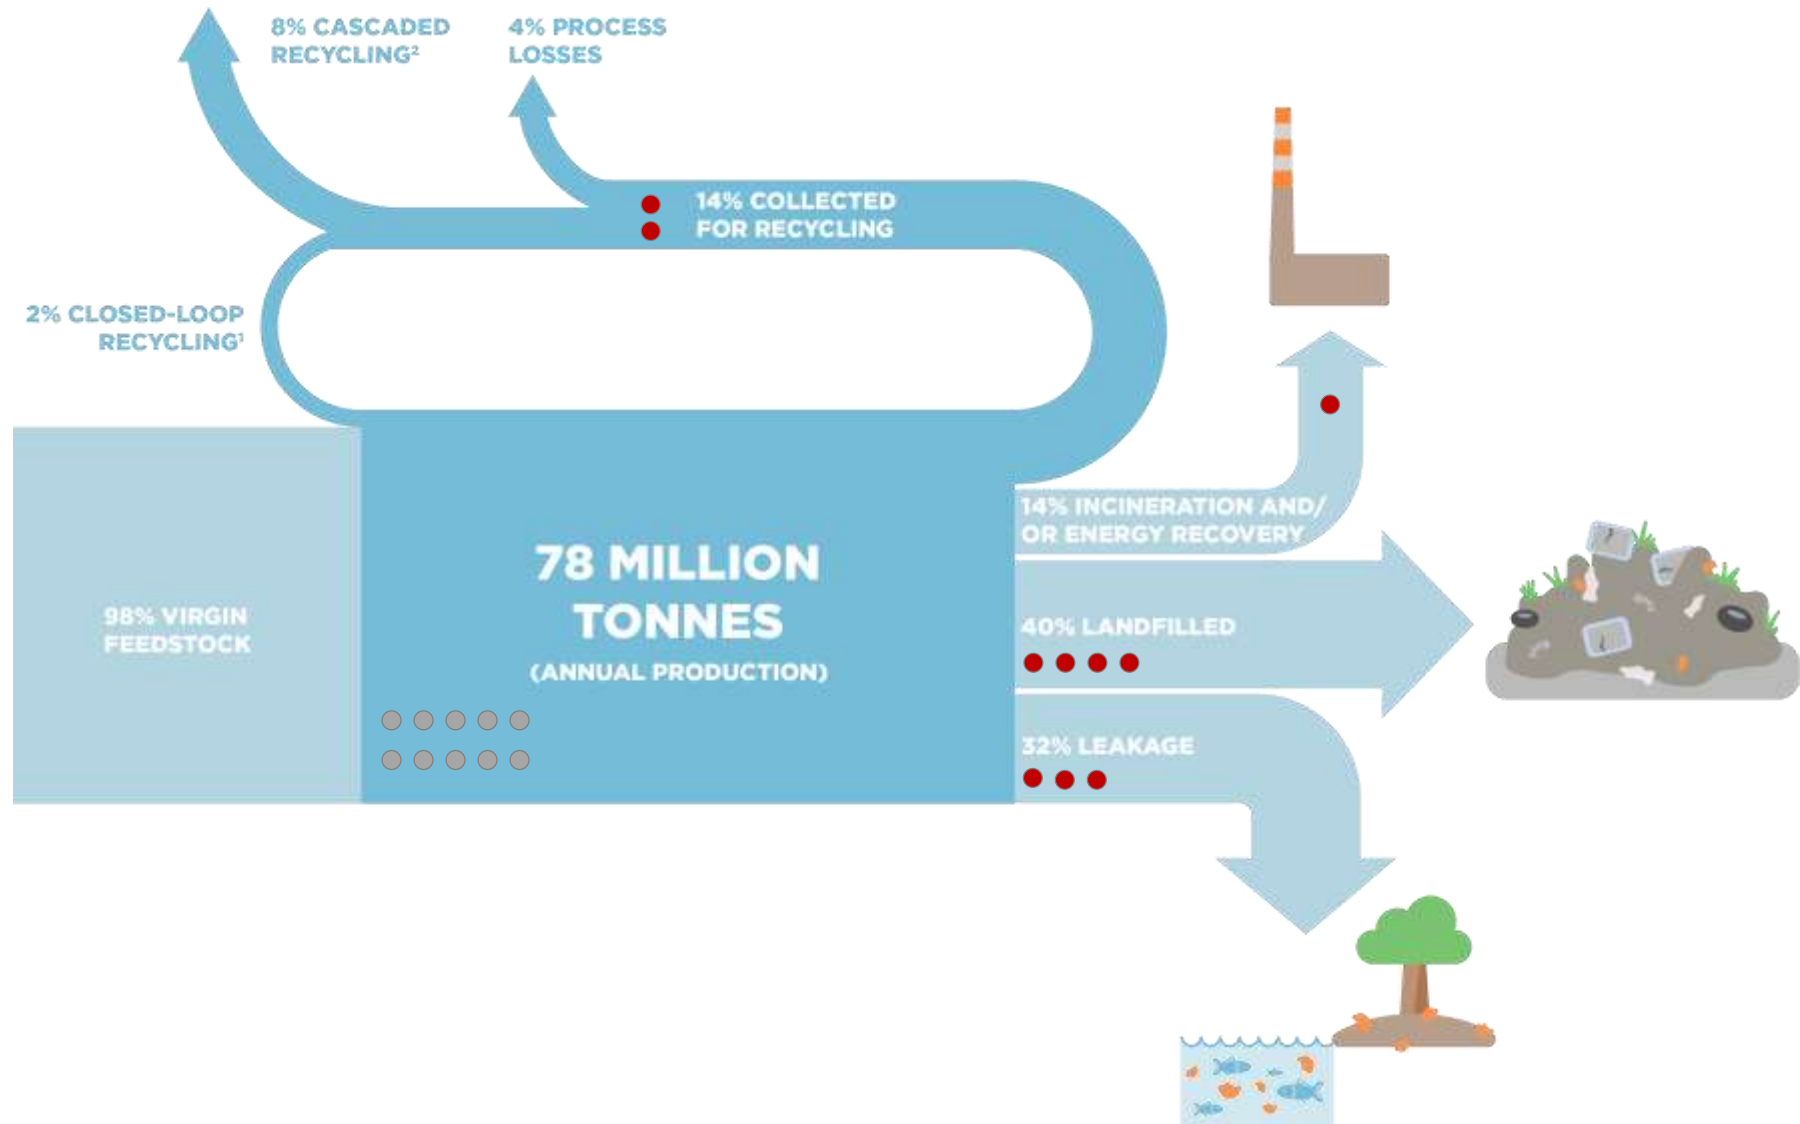 8% CASCADED
RECYCLING²
4% PROCESS
LOSSES
14% COLLECTED
FOR RECYCLING
2% CLOSED-LOOP
RECYCLING¹
98% VIRGIN
FEEDSTOCK
78 MILLION
TONNES
(ANNUAL PRODUCTION)
14% INCINERATION AND/
OR ENERGY RECOVERY
40% LANDFILLED
32% LEAKAGE